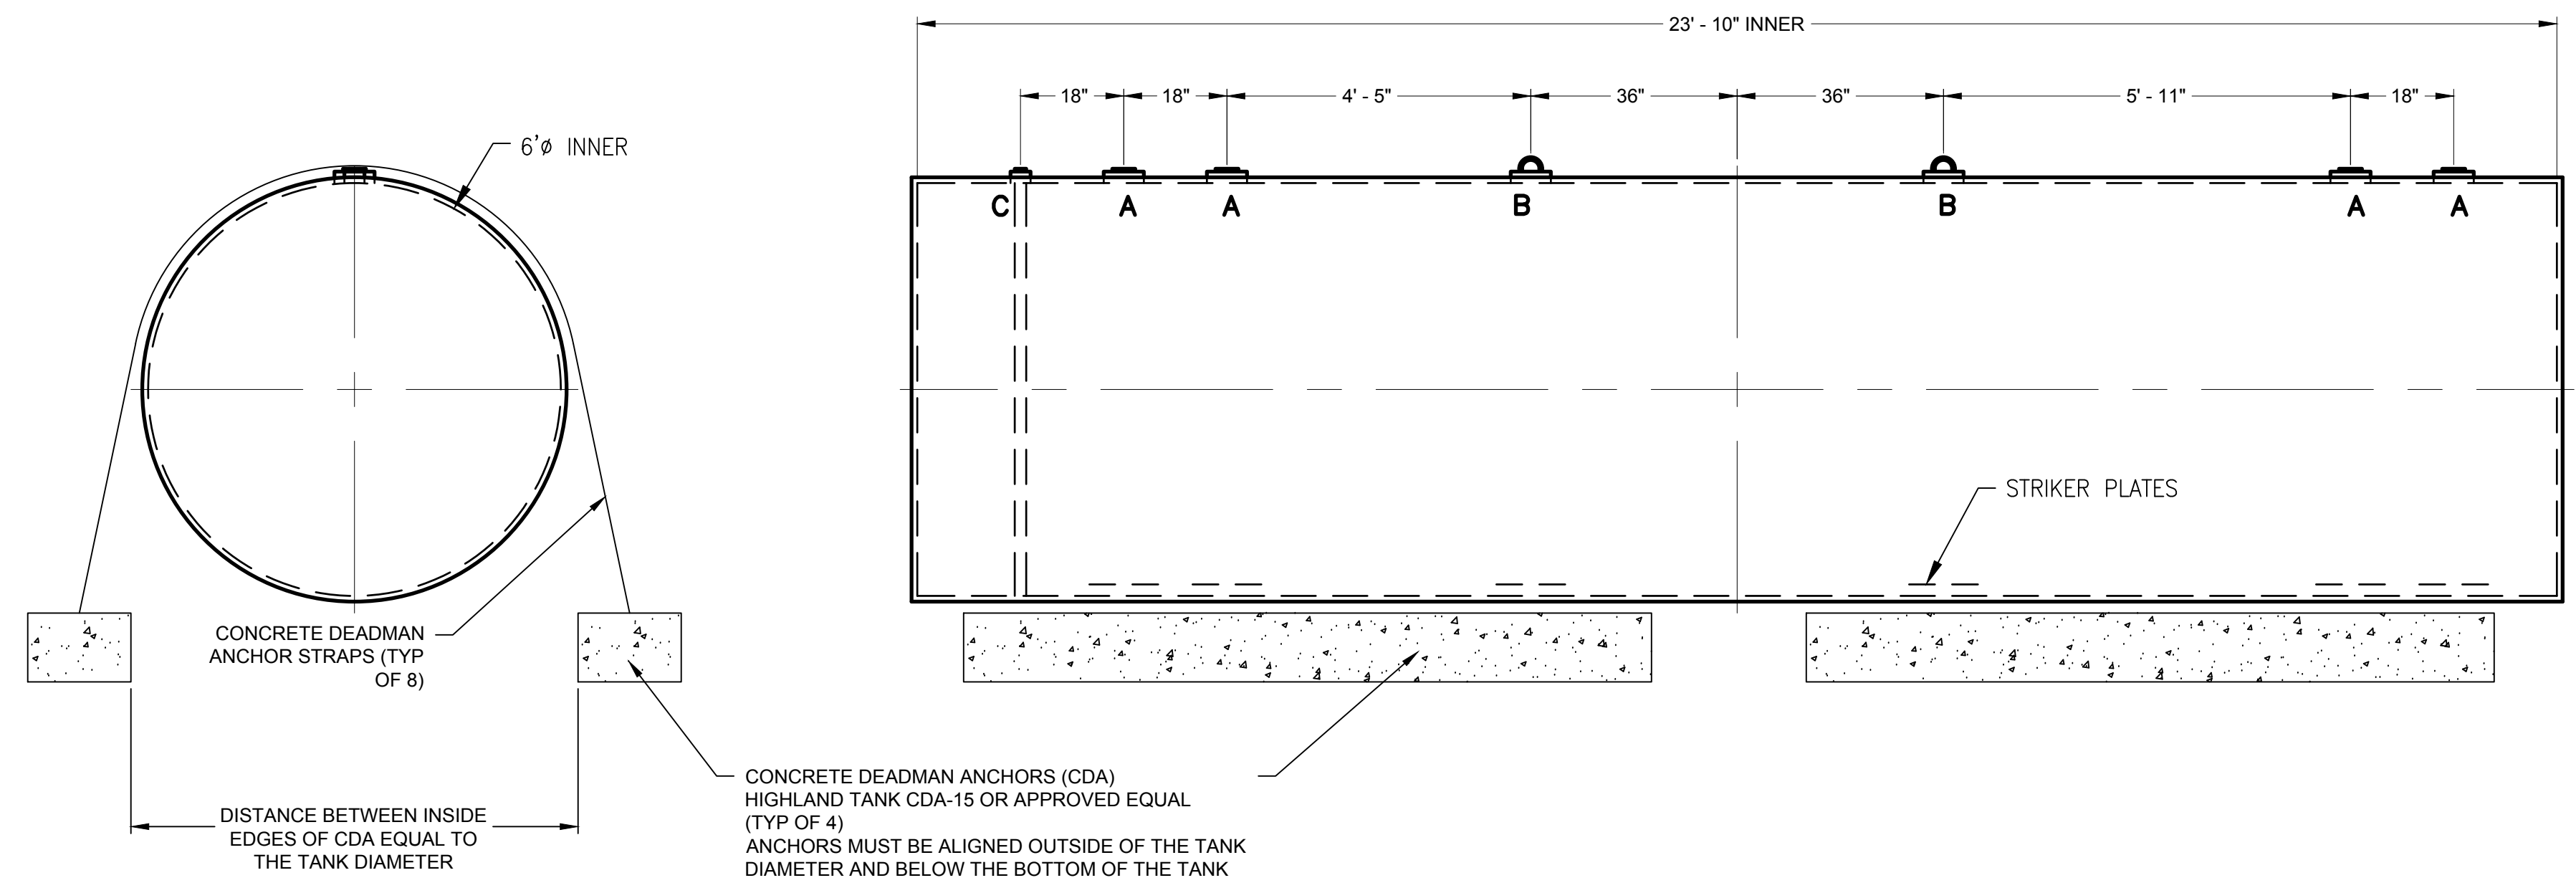 23' - 10" INNER
18"
18"
4' - 5"
36"
36"
5' - 11"
18"
6'ø INNER
C
A
A
B
B
A
A
STRIKER PLATES
CONCRETE DEADMAN
ANCHOR STRAPS (TYP
OF 8)
CONCRETE DEADMAN ANCHORS (CDA)
HIGHLAND TANK CDA-15 OR APPROVED EQUAL
(TYP OF 4)
ANCHORS MUST BE ALIGNED OUTSIDE OF THE TANK
DIAMETER AND BELOW THE BOTTOM OF THE TANK
DISTANCE BETWEEN INSIDE
EDGES OF CDA EQUAL TO
THE TANK DIAMETER